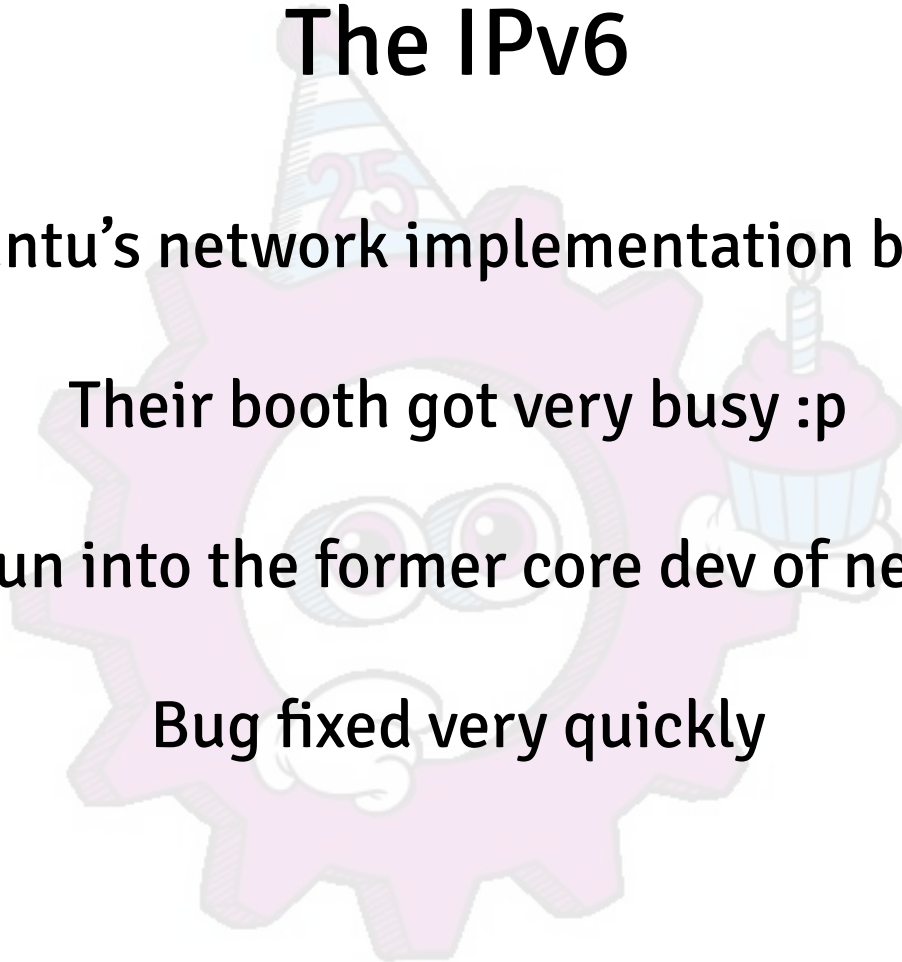 The IPv6
25
ntu’s network implementation b
Their booth got very busy :p
un into the former core dev of ne
Bug fixed very quickly